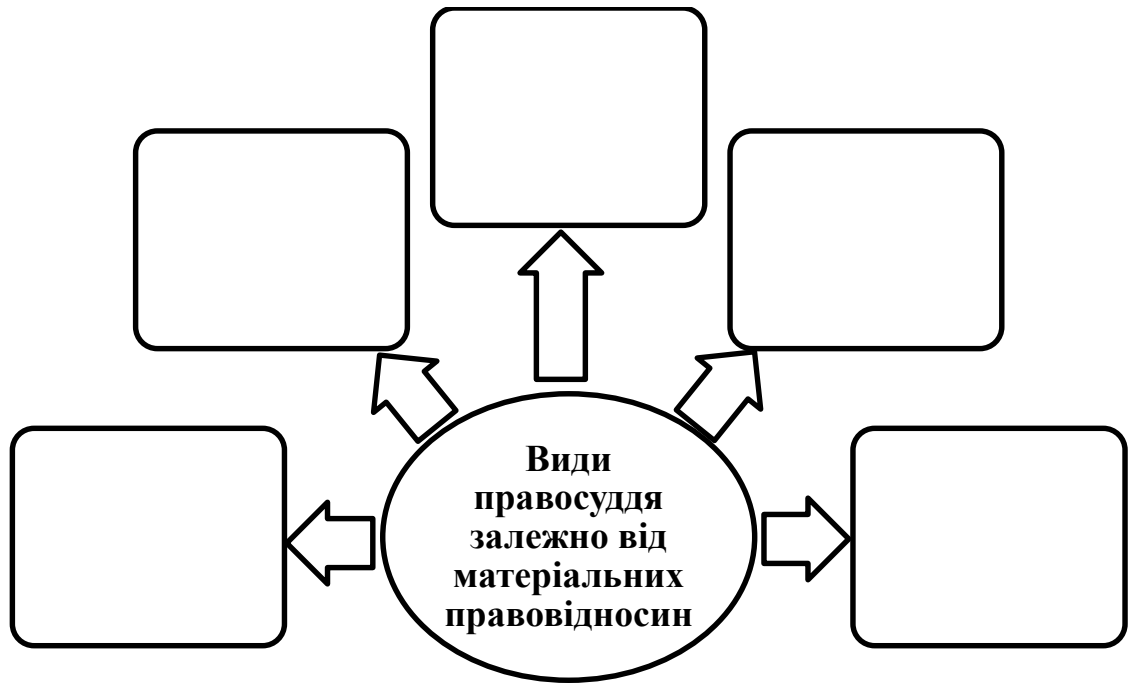 Види
правосуддя
залежно від
матеріальних
правовідносин